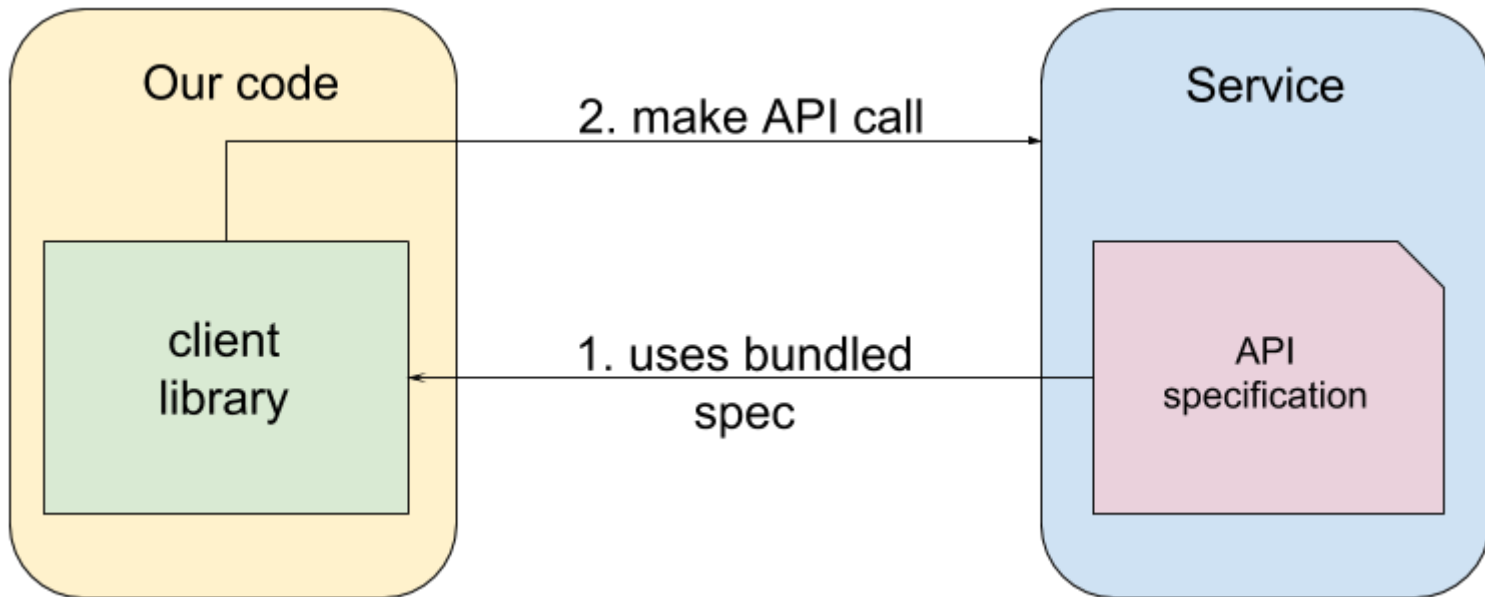 Our code
2. make API call
Service
client
library
1. uses bundled
spec
API
specification